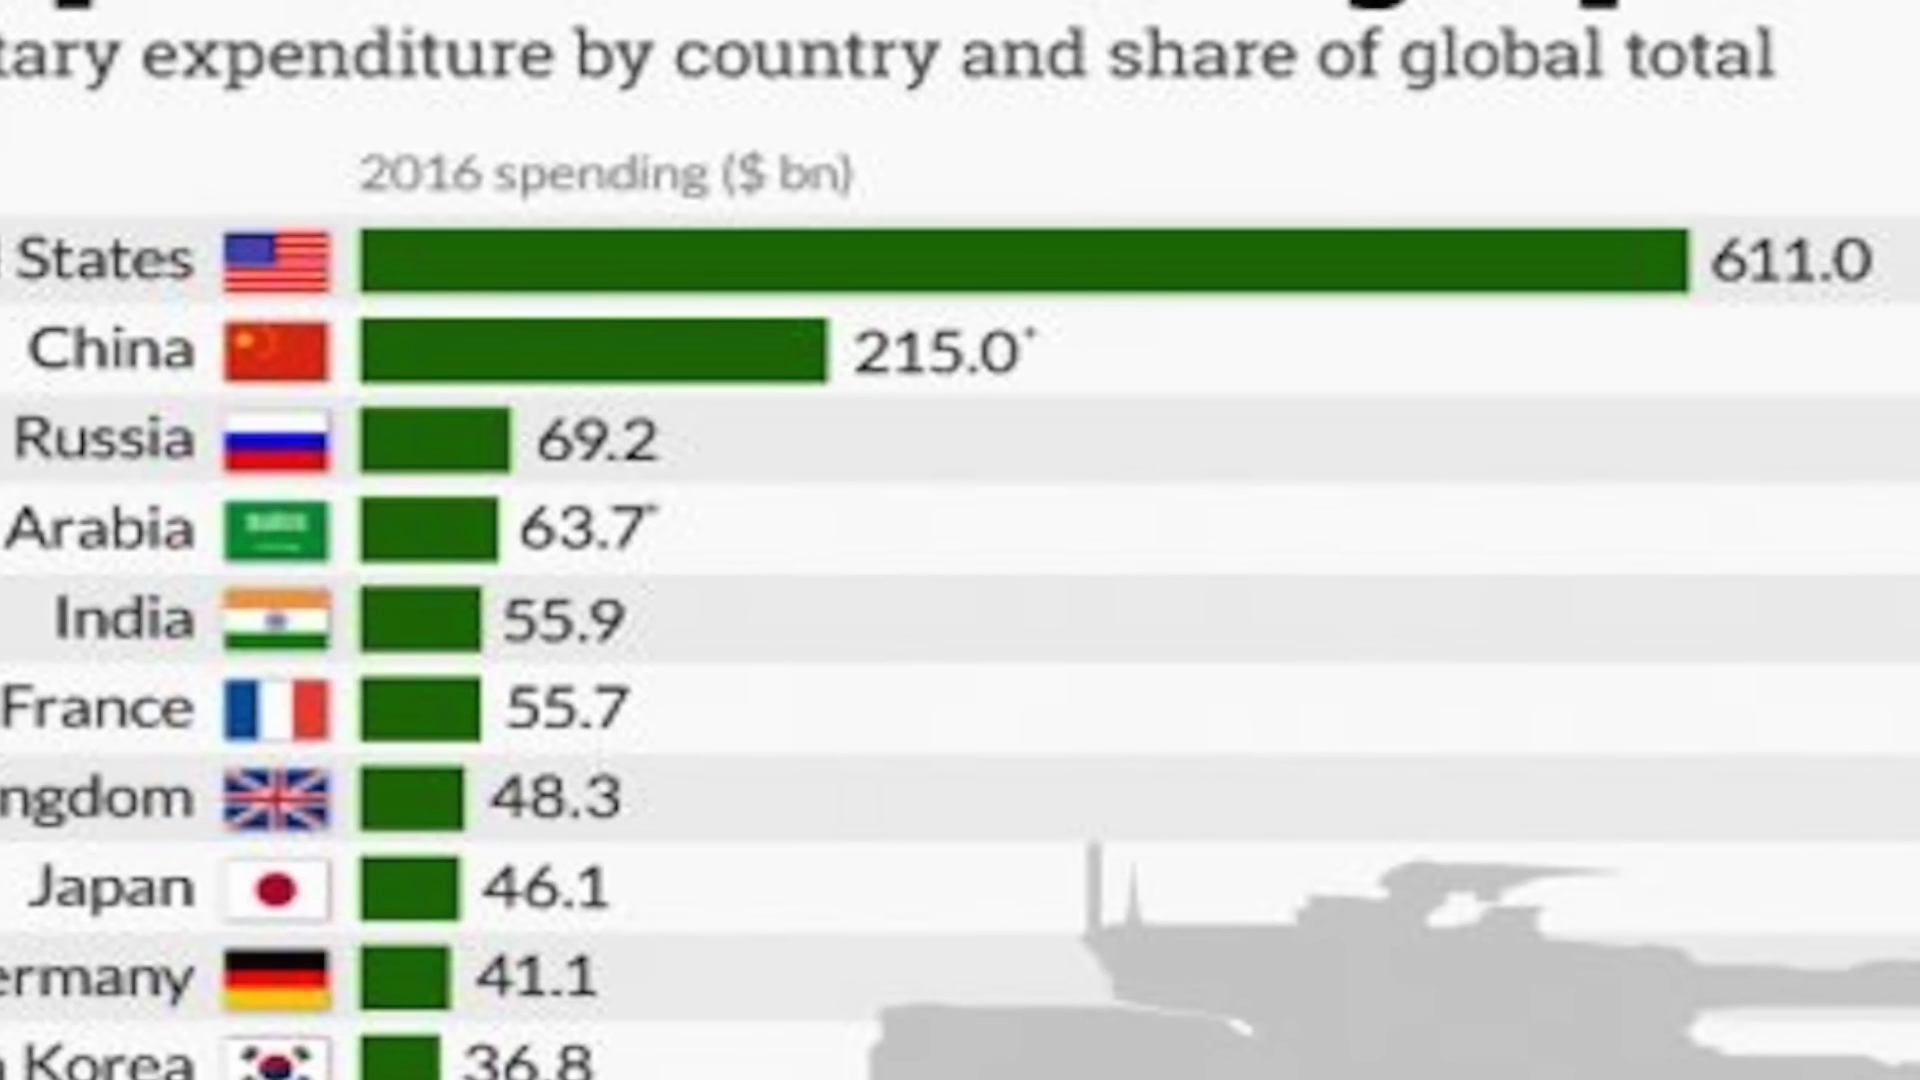 tary expenditure by country and share of global total
2016 spending ($ bn)
States 611.0
China 215.0*
Russia 69.2
Arabia 63.7*
India 55.9
France 55.7
ngdom 48.3
Japan 46.1
ermany 41.1
Korea 36.8